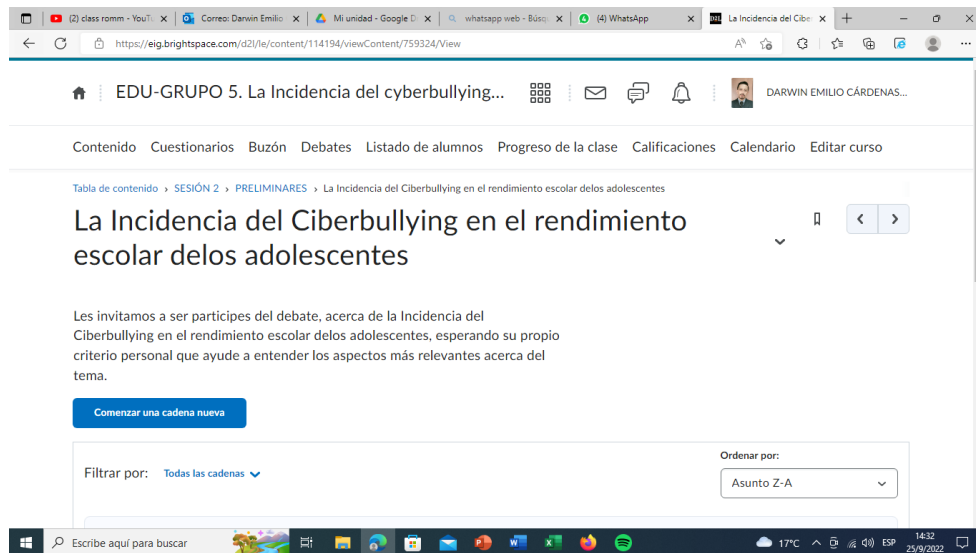 (2) class romm - YouTu
Correo: Darwin Emilio
Mi unidad - Google D
whatsapp web - Búsqu
(4) WhatsApp
D2L
La Incidencia del Cibe
https://eig.brightspace.com/d2l/le/content/114194/viewContent/759324/View
EDU-GRUPO 5. La Incidencia del cyberbullying...
DARWIN EMILIO CÁRDENAS...
Contenido Cuestionarios Buzón Debates Listado de alumnos Progreso de la clase Calificaciones Calendario Editar curso
Tabla de contenido > SESIÓN 2 > PRELIMINARES > La Incidencia del Ciberbullying en el rendimiento escolar delos adolescentes
La Incidencia del Ciberbullying en el rendimiento
escolar delos adolescentes
Les invitamos a ser participes del debate, acerca de la Incidencia del
Ciberbullying en el rendimiento escolar delos adolescentes, esperando su propio
criterio personal que ayude a entender los aspectos más relevantes acerca del
tema.
Comenzar una cadena nueva
Ordenar por:
Filtrar por: Todas las cadenas
Asunto Z-A
Escribe aquí para buscar
17°C
ESP
14:32
25/9/2022